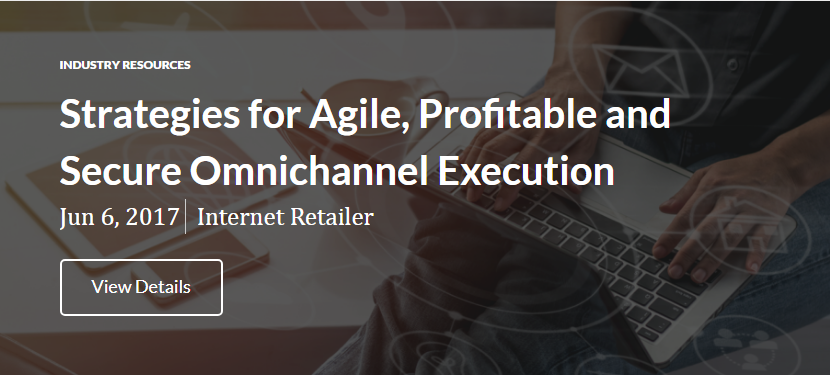 INDUSTRY RESOURCES
Strategies for Agile, Profitable and
Secure Omnichannel Execution
Jun 6, 2017 | Internet Retailer
View Details